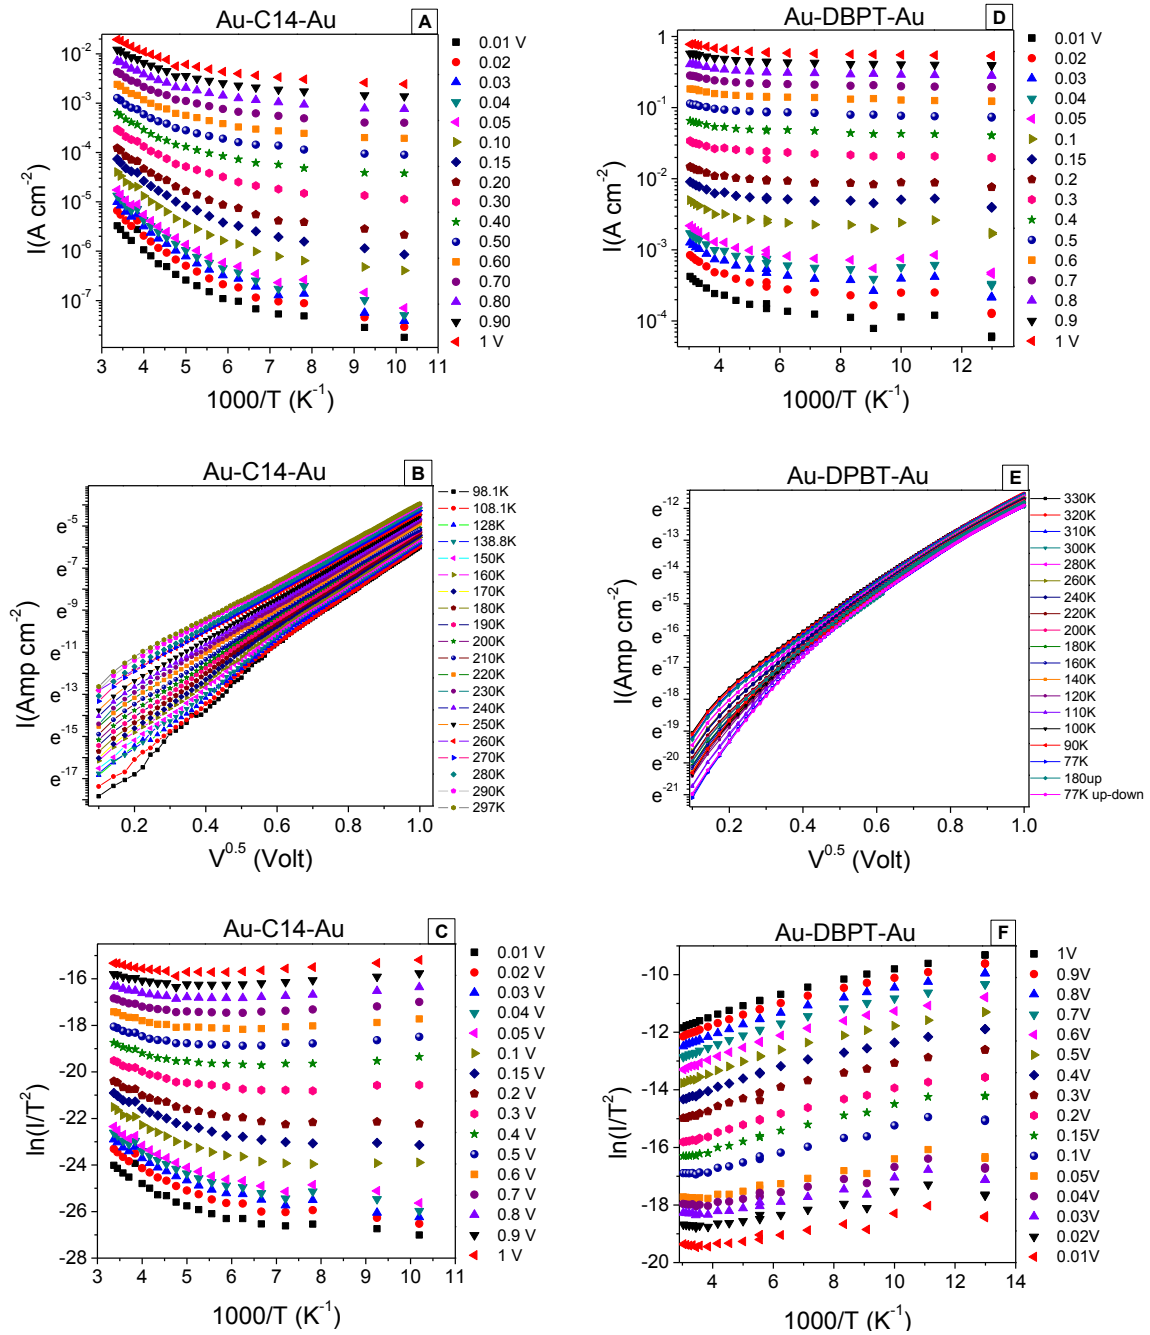 Au-C14-Au
A
I(A cm-2)
10-2
10-3
10-4
10-5
10-6
10-7
3 4 5 6 7 8 9 10 11
1000/T (K-1)
0.01 V
0.02
0.03
0.04
0.05
0.10
0.15
0.20
0.30
0.40
0.50
0.60
0.70
0.80
0.90
1 V
Au-DBPT-Au
D
I(A cm-2)
1
10-1
10-2
10-3
10-4
4 6 8 10 12
1000/T (K-1)
0.01 V
0.02
0.03
0.04
0.05
0.1
0.15
0.2
0.3
0.4
0.5
0.6
0.7
0.8
0.9
1 V
Au-C14-Au
B
I(Amp cm-2)
e-5
e-7
e-9
e-11
e-13
e-15
e-17
0.2 0.4 0.6 0.8 1.0
V0.5 (Volt)
98.1K
108.1K
128K
138.8K
150K
160K
170K
180K
190K
200K
210K
220K
230K
240K
250K
260K
270K
280K
290K
297K
Au-DPBT-Au
E
I(Amp cm-2)
e-12
e-13
e-14
e-15
e-16
e-17
e-18
e-19
e-20
e-21
0.2 0.4 0.6 0.8 1.0
V0.5 (Volt)
330K
320K
310K
300K
280K
260K
240K
220K
200K
180K
160K
140K
120K
110K
100K
90K
77K
180up
77K up-down
Au-C14-Au
C
ln(I/T2)
-16
-18
-20
-22
-24
-26
-28
3 4 5 6 7 8 9 10 11
1000/T (K-1)
0.01 V
0.02 V
0.03 V
0.04 V
0.05 V
0.1 V
0.15 V
0.2 V
0.3 V
0.4 V
0.5 V
0.6 V
0.7 V
0.8 V
0.9 V
1 V
Au-DBPT-Au
F
ln(I/T2)
-10
-12
-14
-16
-18
-20
4 6 8 10 12 14
1000/T (K-1)
1V
0.9V
0.8V
0.7V
0.6V
0.5V
0.4V
0.3V
0.2V
0.15V
0.1V
0.05V
0.04V
0.03V
0.02V
0.01V